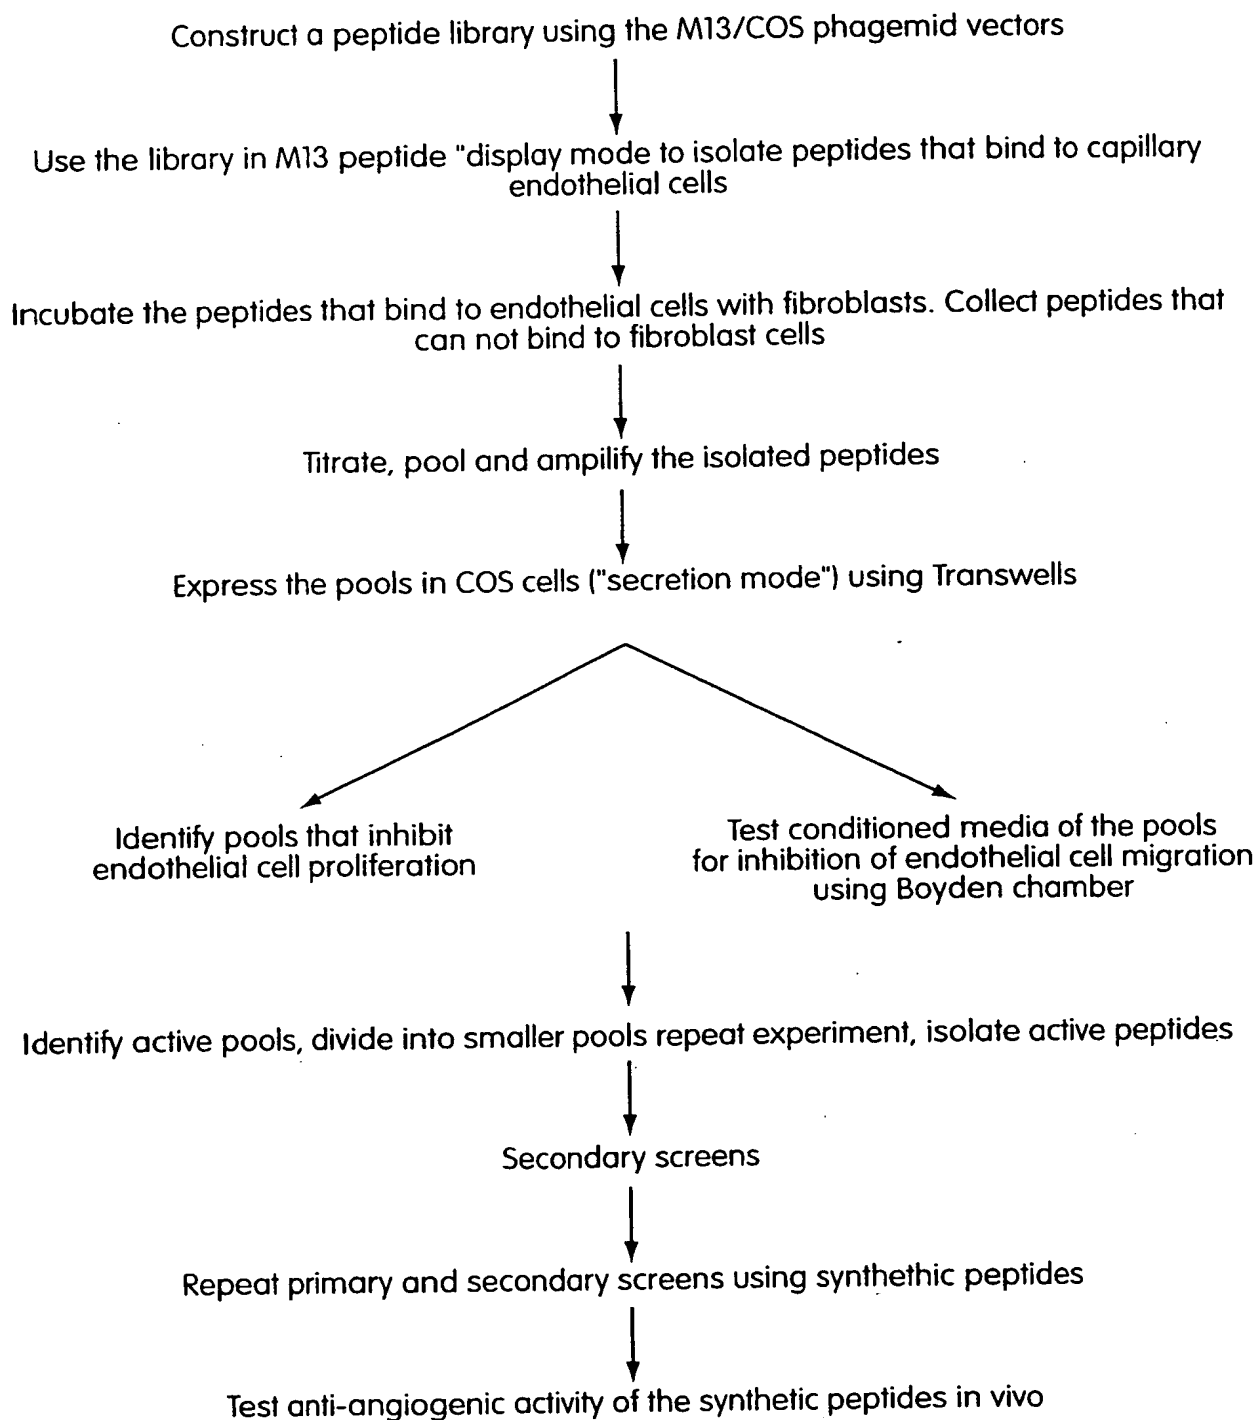 Construct a peptide library using the M13/COS phagemid vectors
Use the library in M13 peptide "display mode to isolate peptides that bind to capillary
endothelial cells
Incubate the peptides that bind to endothelial cells with fibroblasts. Collect peptides that
can not bind to fibroblast cells
Titrate, pool and ampilify the isolated peptides
Express the pools in COS cells ("secretion mode") using Transwells
Identify pools that inhibit
endothelial cell proliferation
Test conditioned media of the pools
for inhibition of endothelial cell migration
using Boyden chamber
Identify active pools, divide into smaller pools repeat experiment, isolate active peptides
Secondary screens
Repeat primary and secondary screens using synthethic peptides
Test anti-angiogenic activity of the synthetic peptides in vivo